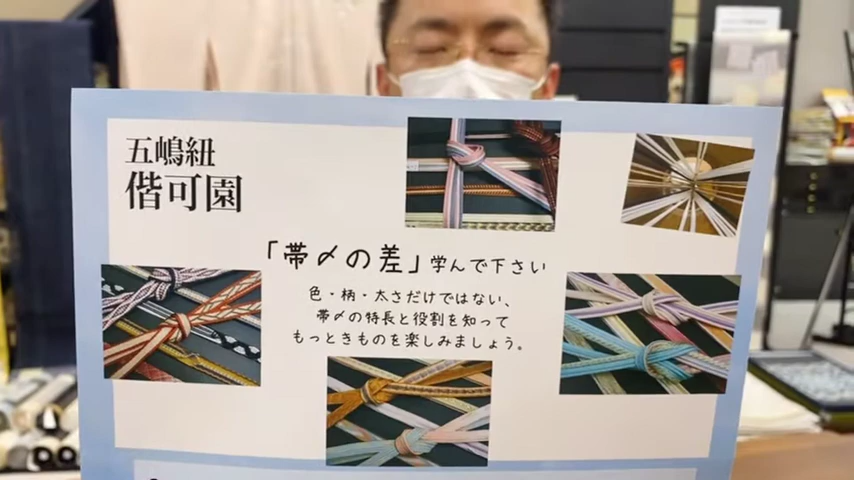 五嶋紐
偕可園
「帯〆の差」学んで下さい
色・柄・太さだけではない、
帯〆の特長と役割を知って
もっときものを楽しみましょう。